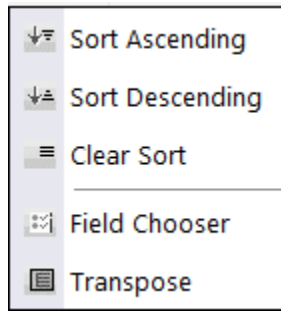 Sort Ascending
Sort Descending
Clear Sort
Field Chooser
Transpose